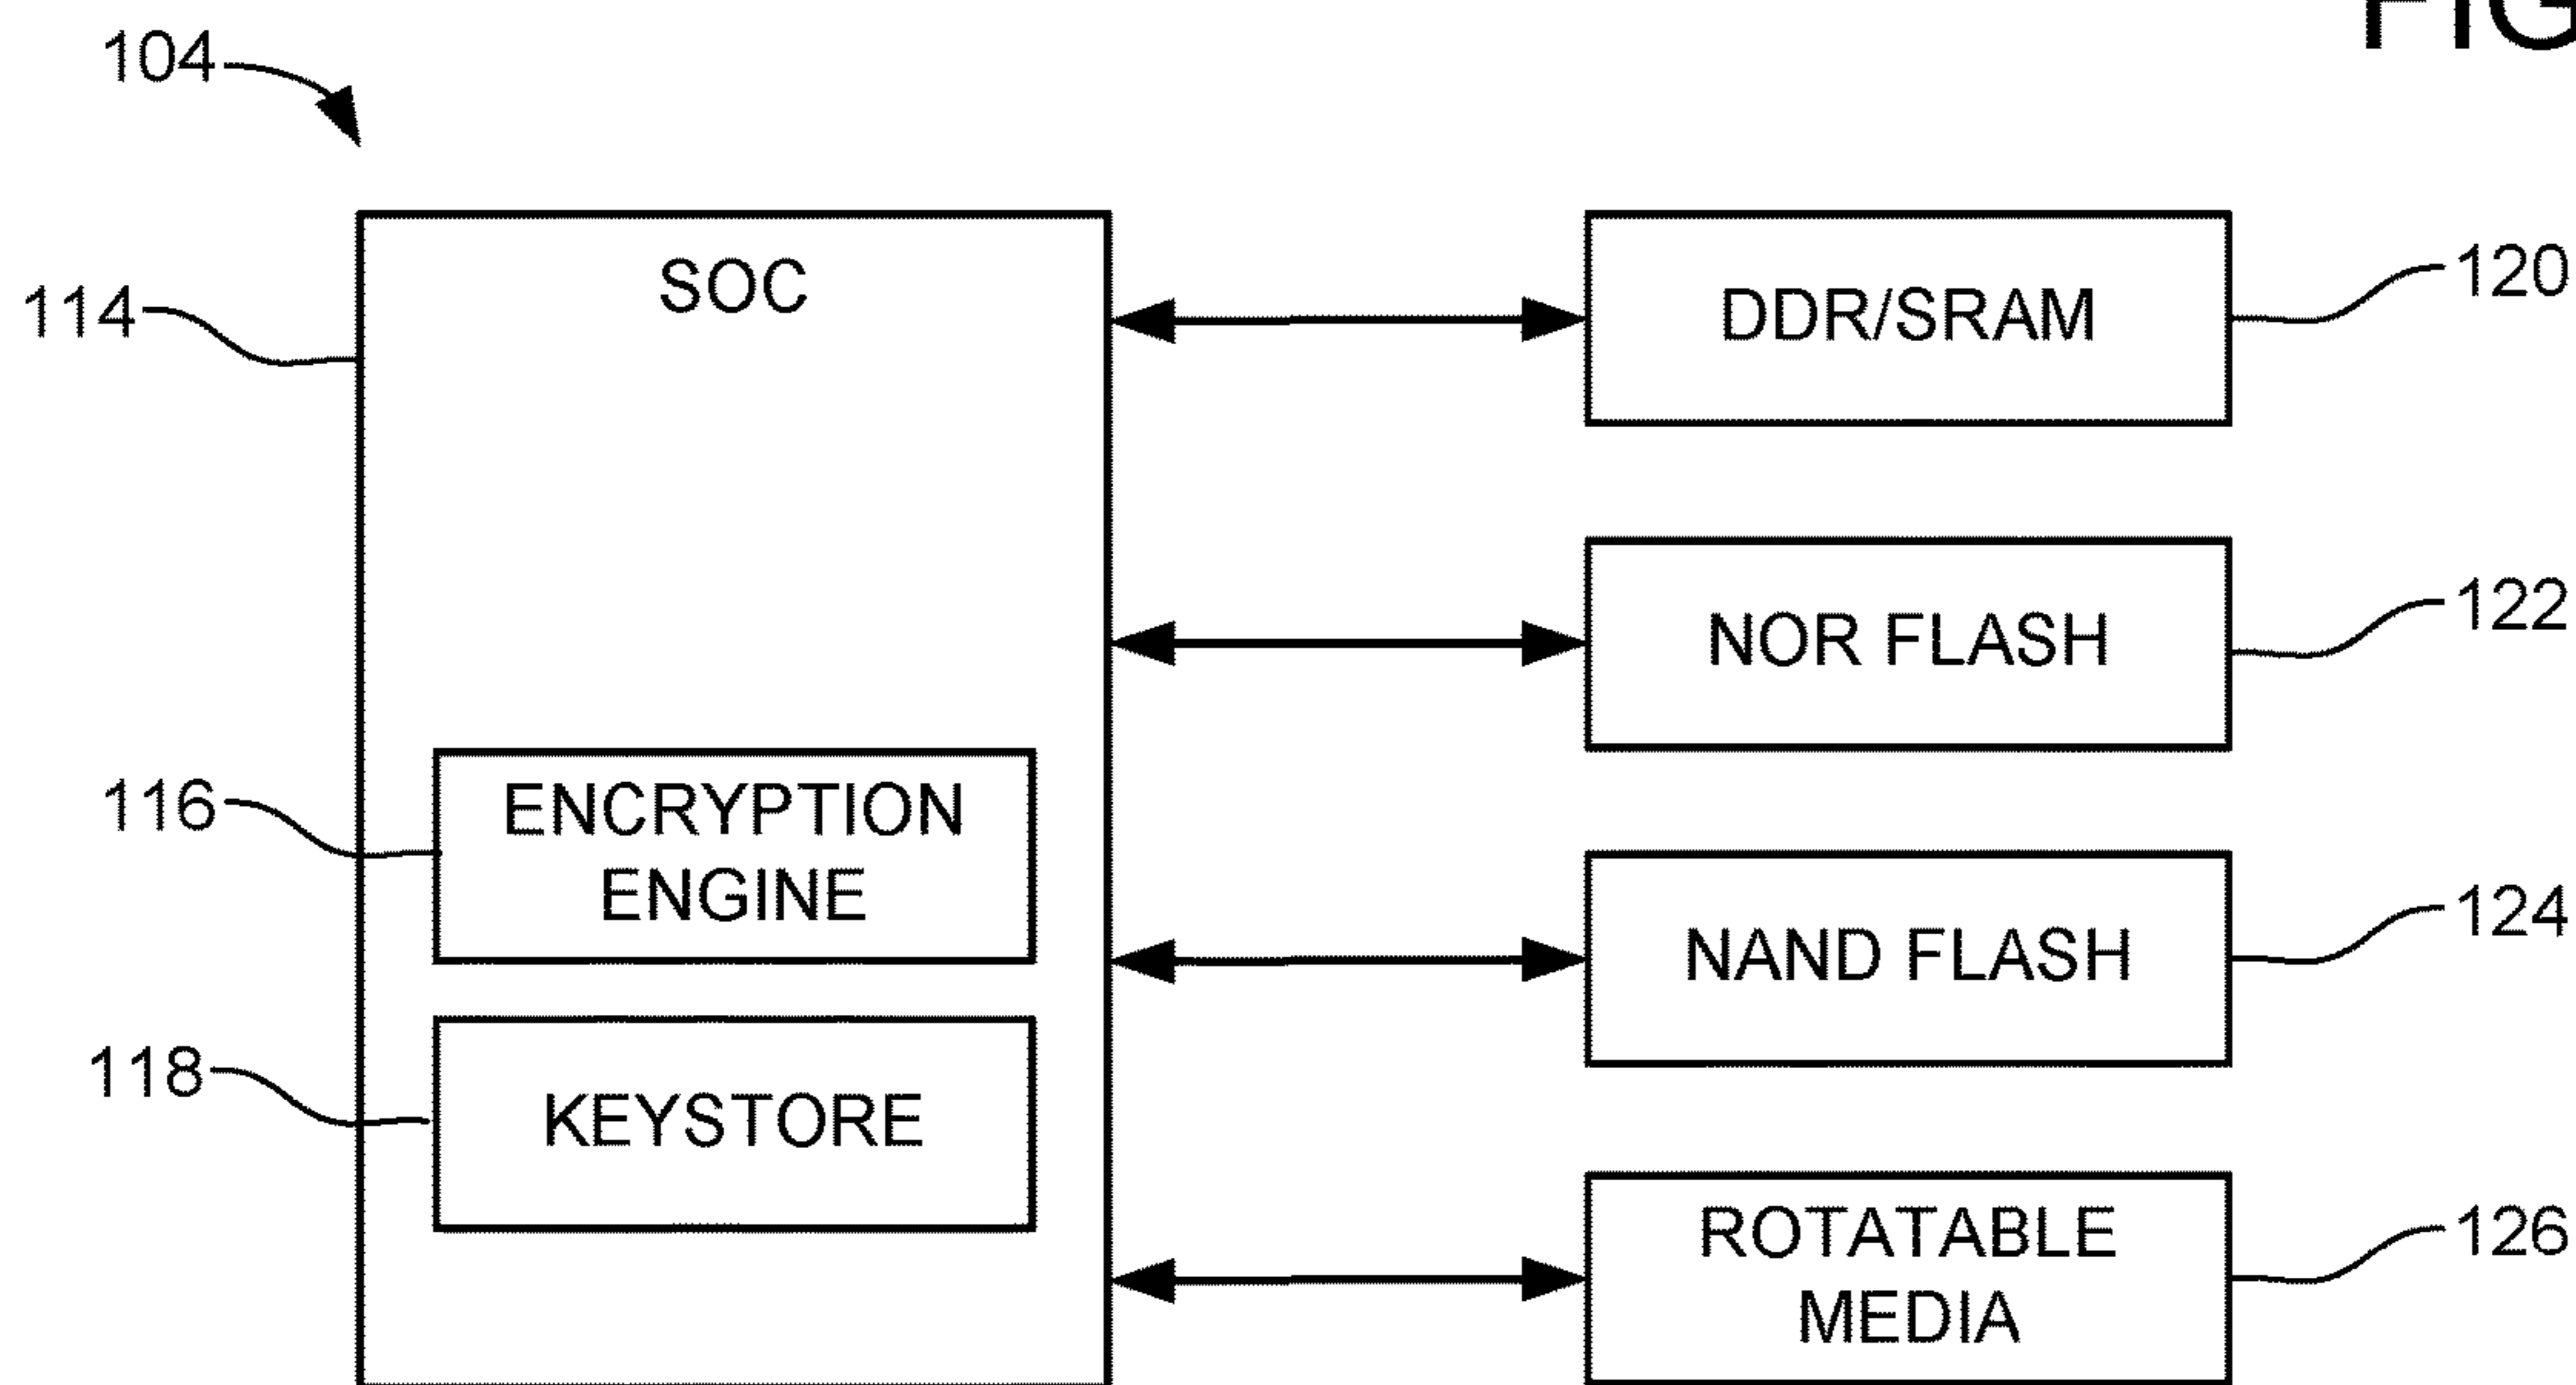 FIG
104
SOC
114
DDR/SRAM
120
NOR FLASH
122
116
ENCRYPTION
ENGINE
NAND FLASH
124
118
KEYSTORE
ROTATABLE
MEDIA
126